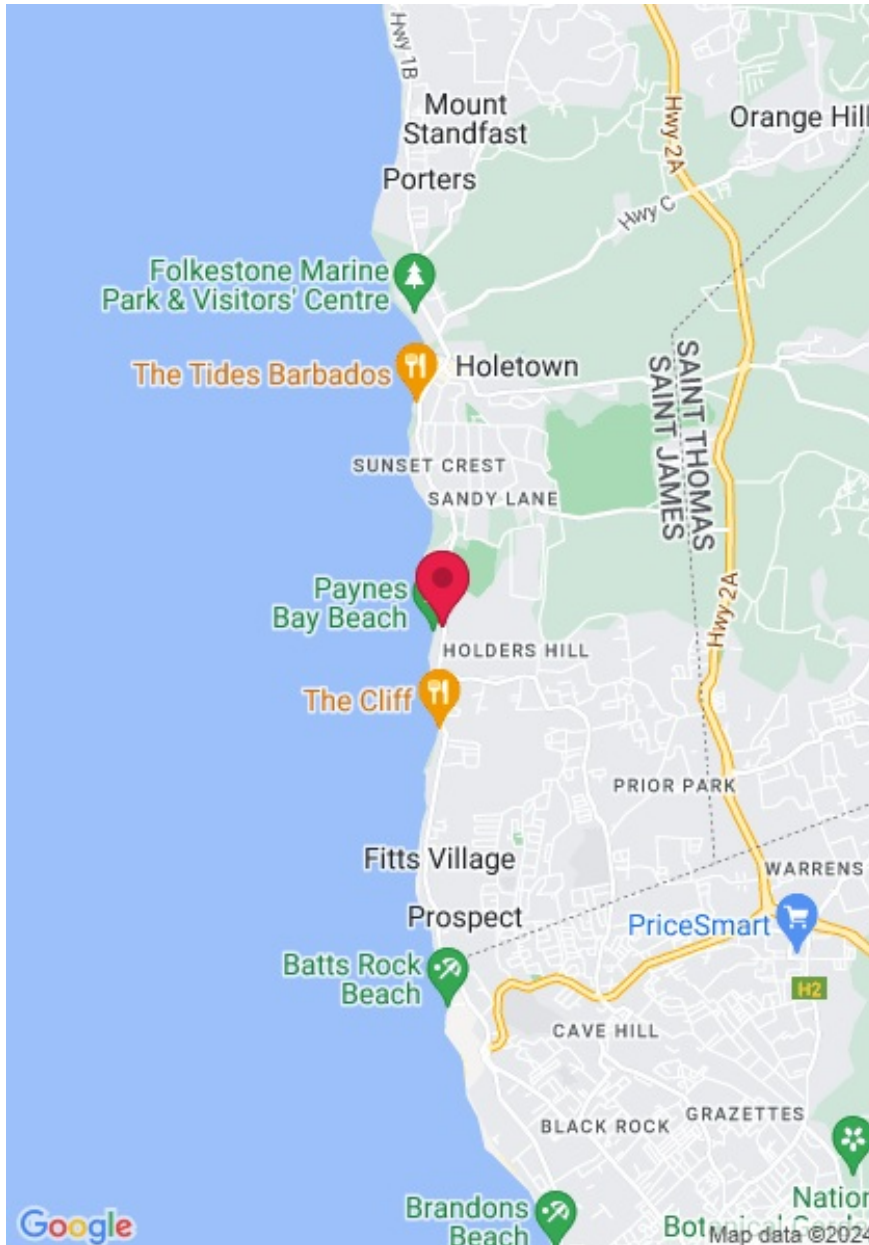 Hwy 1B
Mount
Standfast
Orange Hill
Hwy 2A
Porters
Hwy C
Folkestone Marine
Park & Visitors' Centre
The Tides Barbados
Holetown
SAINT THOMAS
SAINT JAMES
SUNSET CREST
SANDY LANE
Paynes
Bay Beach
Hwy 2A
HOLDERS HILL
The Cliff
PRIOR PARK
Fitts Village
WARRENS
Prospect
PriceSmart
Batts Rock
Beach
H2
CAVE HILL
GRAZETTES
BLACK ROCK
Brandons
Beach
Nation
Botanical Garde
Google
Map data ©2024